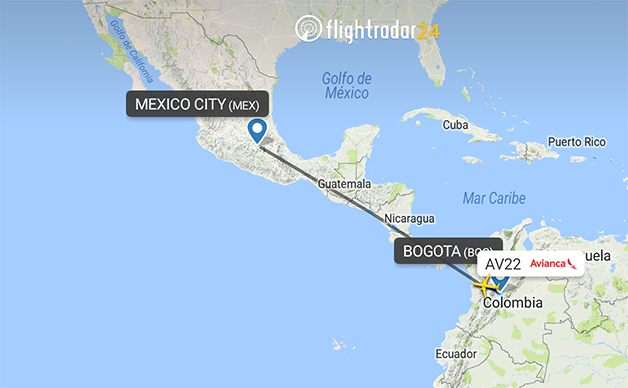 flightradar24
Golfo de
California
Golfo de
México
MEXICO CITY (MEX)
Cuba
Puerto Rico
Guatemala
Mar Caribe
Nicaragua
BOGOTA (BOG)
AV22 Avianca
uela
Colombia
Ecuador